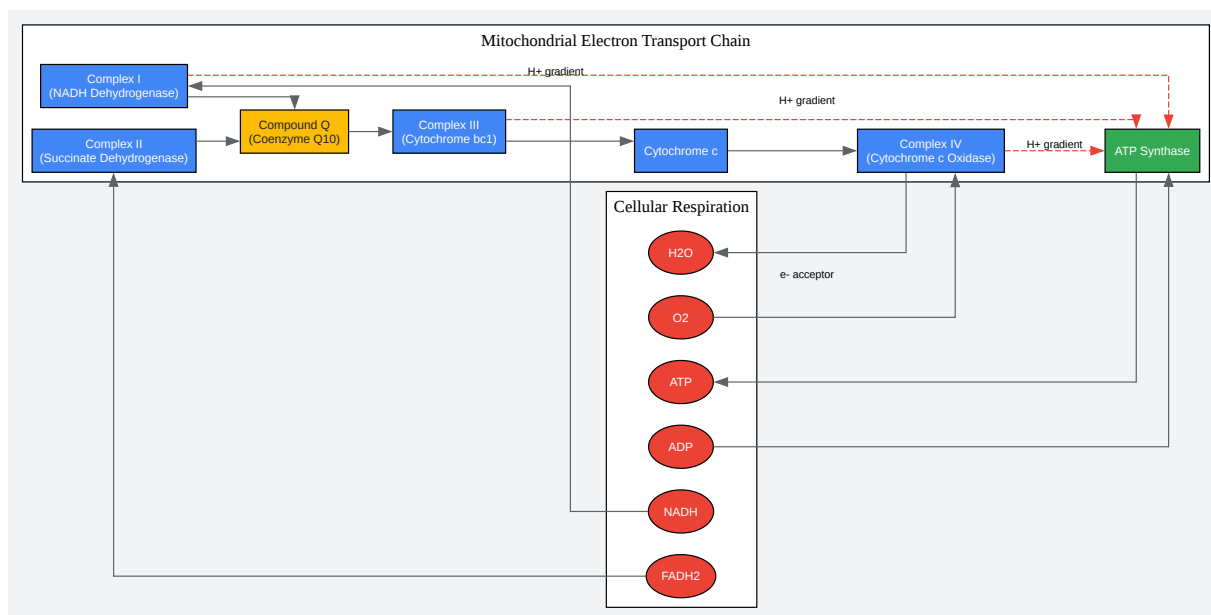 Mitochondrial Electron Transport Chain
Complex I
(NADH Dehydrogenase)
H+ gradient
H+ gradient
Compound Q
(Coenzyme Q10)
Complex III
(Cytochrome bc1)
Complex II
(Succinate Dehydrogenase)
Cytochrome c
Complex IV
(Cytochrome c Oxidase)
H+ gradient
ATP Synthase
Cellular Respiration
H2O
e- acceptor
O2
ATP
ADP
NADH
FADH2